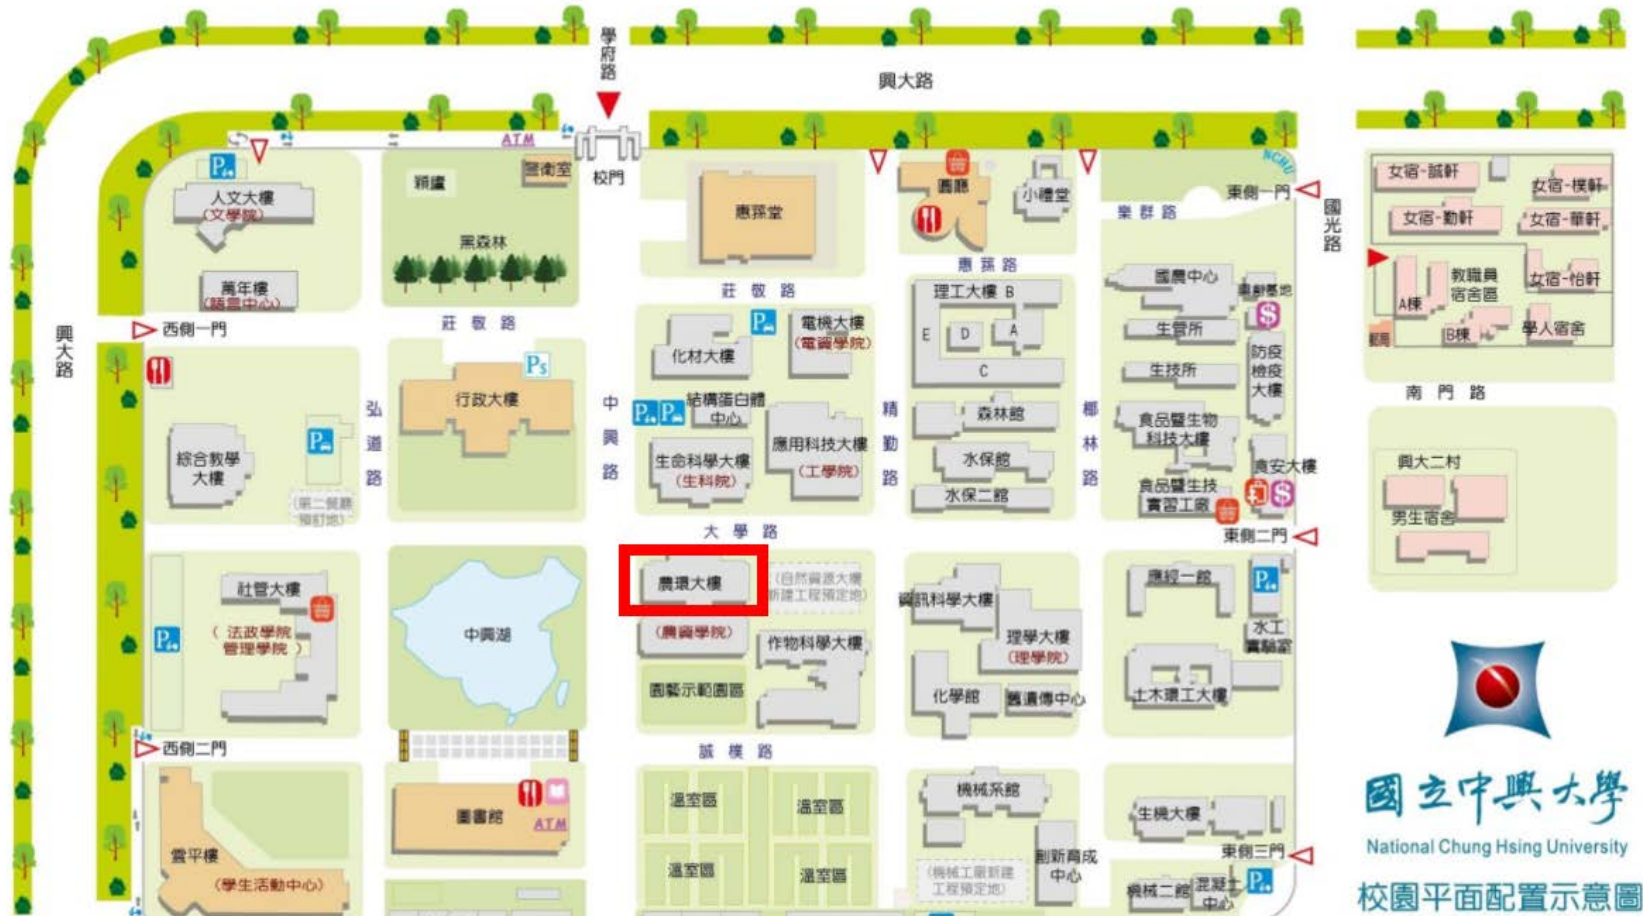 學府路
興大路
ATM
人文大樓
(文學院)
穎廬
警衛室
校門
惠蓀堂
圓廳
小禮堂
NCHU
東側一門
國光路
樂群路
女宿-誠軒
女宿-樸軒
女宿-勤軒
女宿-華軒
女宿-怡軒
教職員
宿舍區
A棟
B棟
學人宿舍
郵局
黑森林
萬年樓
(語言中心)
莊敬路
莊敬路
惠蓀路
理工大樓 B
E
D
A
C
國農中心
生管所
生技所
防疫
檢疫
大樓
興大路
西側一門
化材大樓
電機大樓
(電資學院)
弘道路
行政大樓
中興路
結構蛋白體
中心
精勤路
森林館
椰林路
食品暨生物
科技大樓
南門路
綜合教學
大樓
(第二餐廳
預訂地)
生命科學大樓
(生科院)
應用科技大樓
(工學院)
水保館
水保二館
食安大樓
食品暨生技
實習工廠
興大二村
男生宿舍
大學路
東側二門
社管大樓
(法政學院
管理學院)
中興湖
農環大樓
(農資學院)
(自然資源大樓
新建工程預定地)
作物科學大樓
資訊科學大樓
理學大樓
(理學院)
應經一館
水工
實驗室
園藝示範園區
化學館
舊遺傳中心
土木環工大樓
西側二門
誠樸路
雲平樓
(學生活動中心)
圖書館
ATM
溫室區
溫室區
溫室區
溫室區
機械系館
(機械工廠新建
工程預定地)
創新育成
中心
生機大樓
東側三門
機械二館
混凝土
中心
國立中興大學
National Chung Hsing University
校園平面配置示意圖